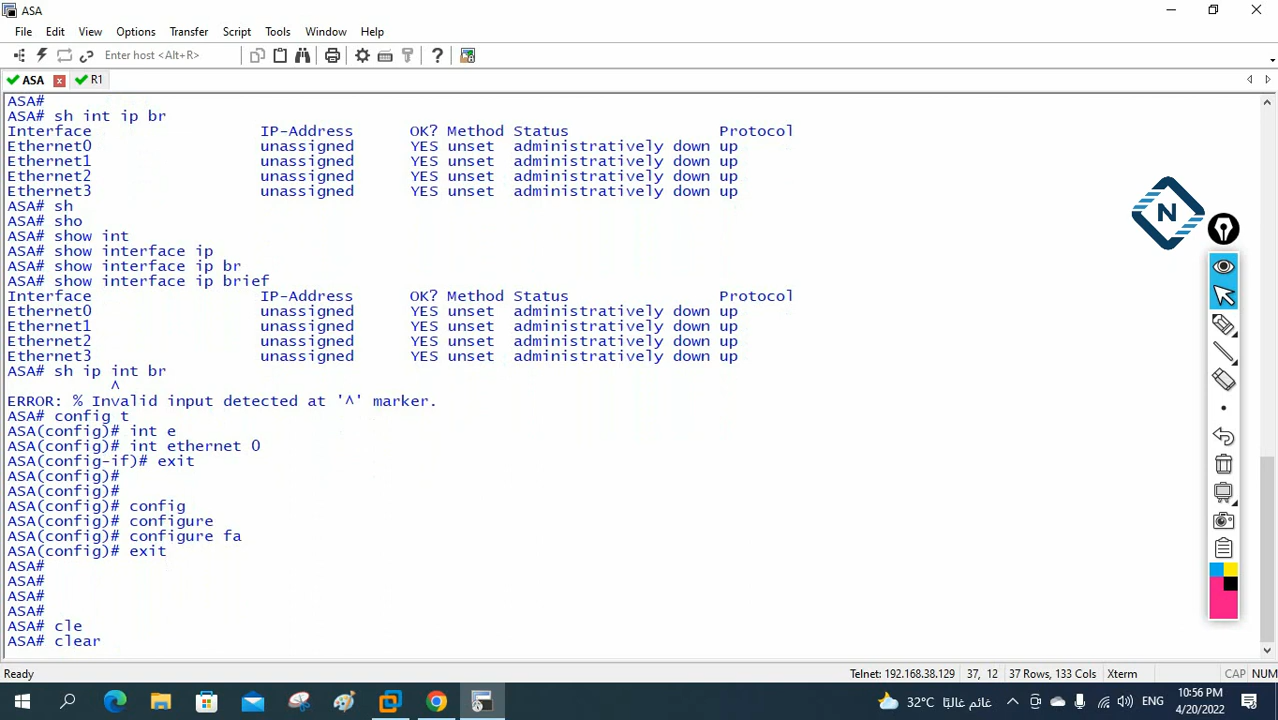 ASA
File Edit View Options Transfer Script Tools Window Help
Enter host <Alt+R>
ASA R1
ASA#
ASA# sh int ip br
Interface IP-Address OK? Method Status Protocol
Ethernet0 unassigned YES unset administratively down up
Ethernet1 unassigned YES unset administratively down up
Ethernet2 unassigned YES unset administratively down up
Ethernet3 unassigned YES unset administratively down up
ASA# sh
ASA# sho
ASA# show int
ASA# show interface ip
ASA# show interface ip br
ASA# show interface ip brief
Interface IP-Address OK? Method Status Protocol
Ethernet0 unassigned YES unset administratively down up
Ethernet1 unassigned YES unset administratively down up
Ethernet2 unassigned YES unset administratively down up
Ethernet3 unassigned YES unset administratively down up
ASA# sh ip int br
^
ERROR: % Invalid input detected at '^' marker.
ASA# config t
ASA(config)# int e
ASA(config)# int ethernet 0
ASA(config-if)# exit
ASA(config)#
ASA(config)#
ASA(config)# config
ASA(config)# configure
ASA(config)# configure fa
ASA(config)# exit
ASA#
ASA#
ASA#
ASA#
ASA# cle
ASA# clear
N
Ready Telnet: 192.168.38.129 37, 12 37 Rows, 133 Cols Xterm CAP NUM
32°C غائم غالبًا ENG 10:56 PM
4/20/2022